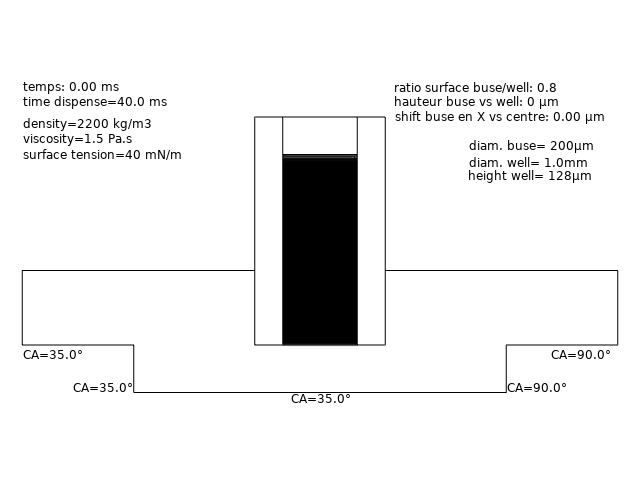 temps: 0.00 ms
time dispense=40.0 ms
density=2200 kg/m3
viscosity=1.5 Pa.s
surface tension=40 mN/m
ratio surface buse/well: 0.8
hauteur buse vs well: 0 µm
shift buse en X vs centre: 0.00 µm
diam. buse= 200µm
diam. well= 1.0mm
height well= 128µm
CA=35.0°
CA=90.0°
CA=35.0°
CA=90.0°
CA=35.0°